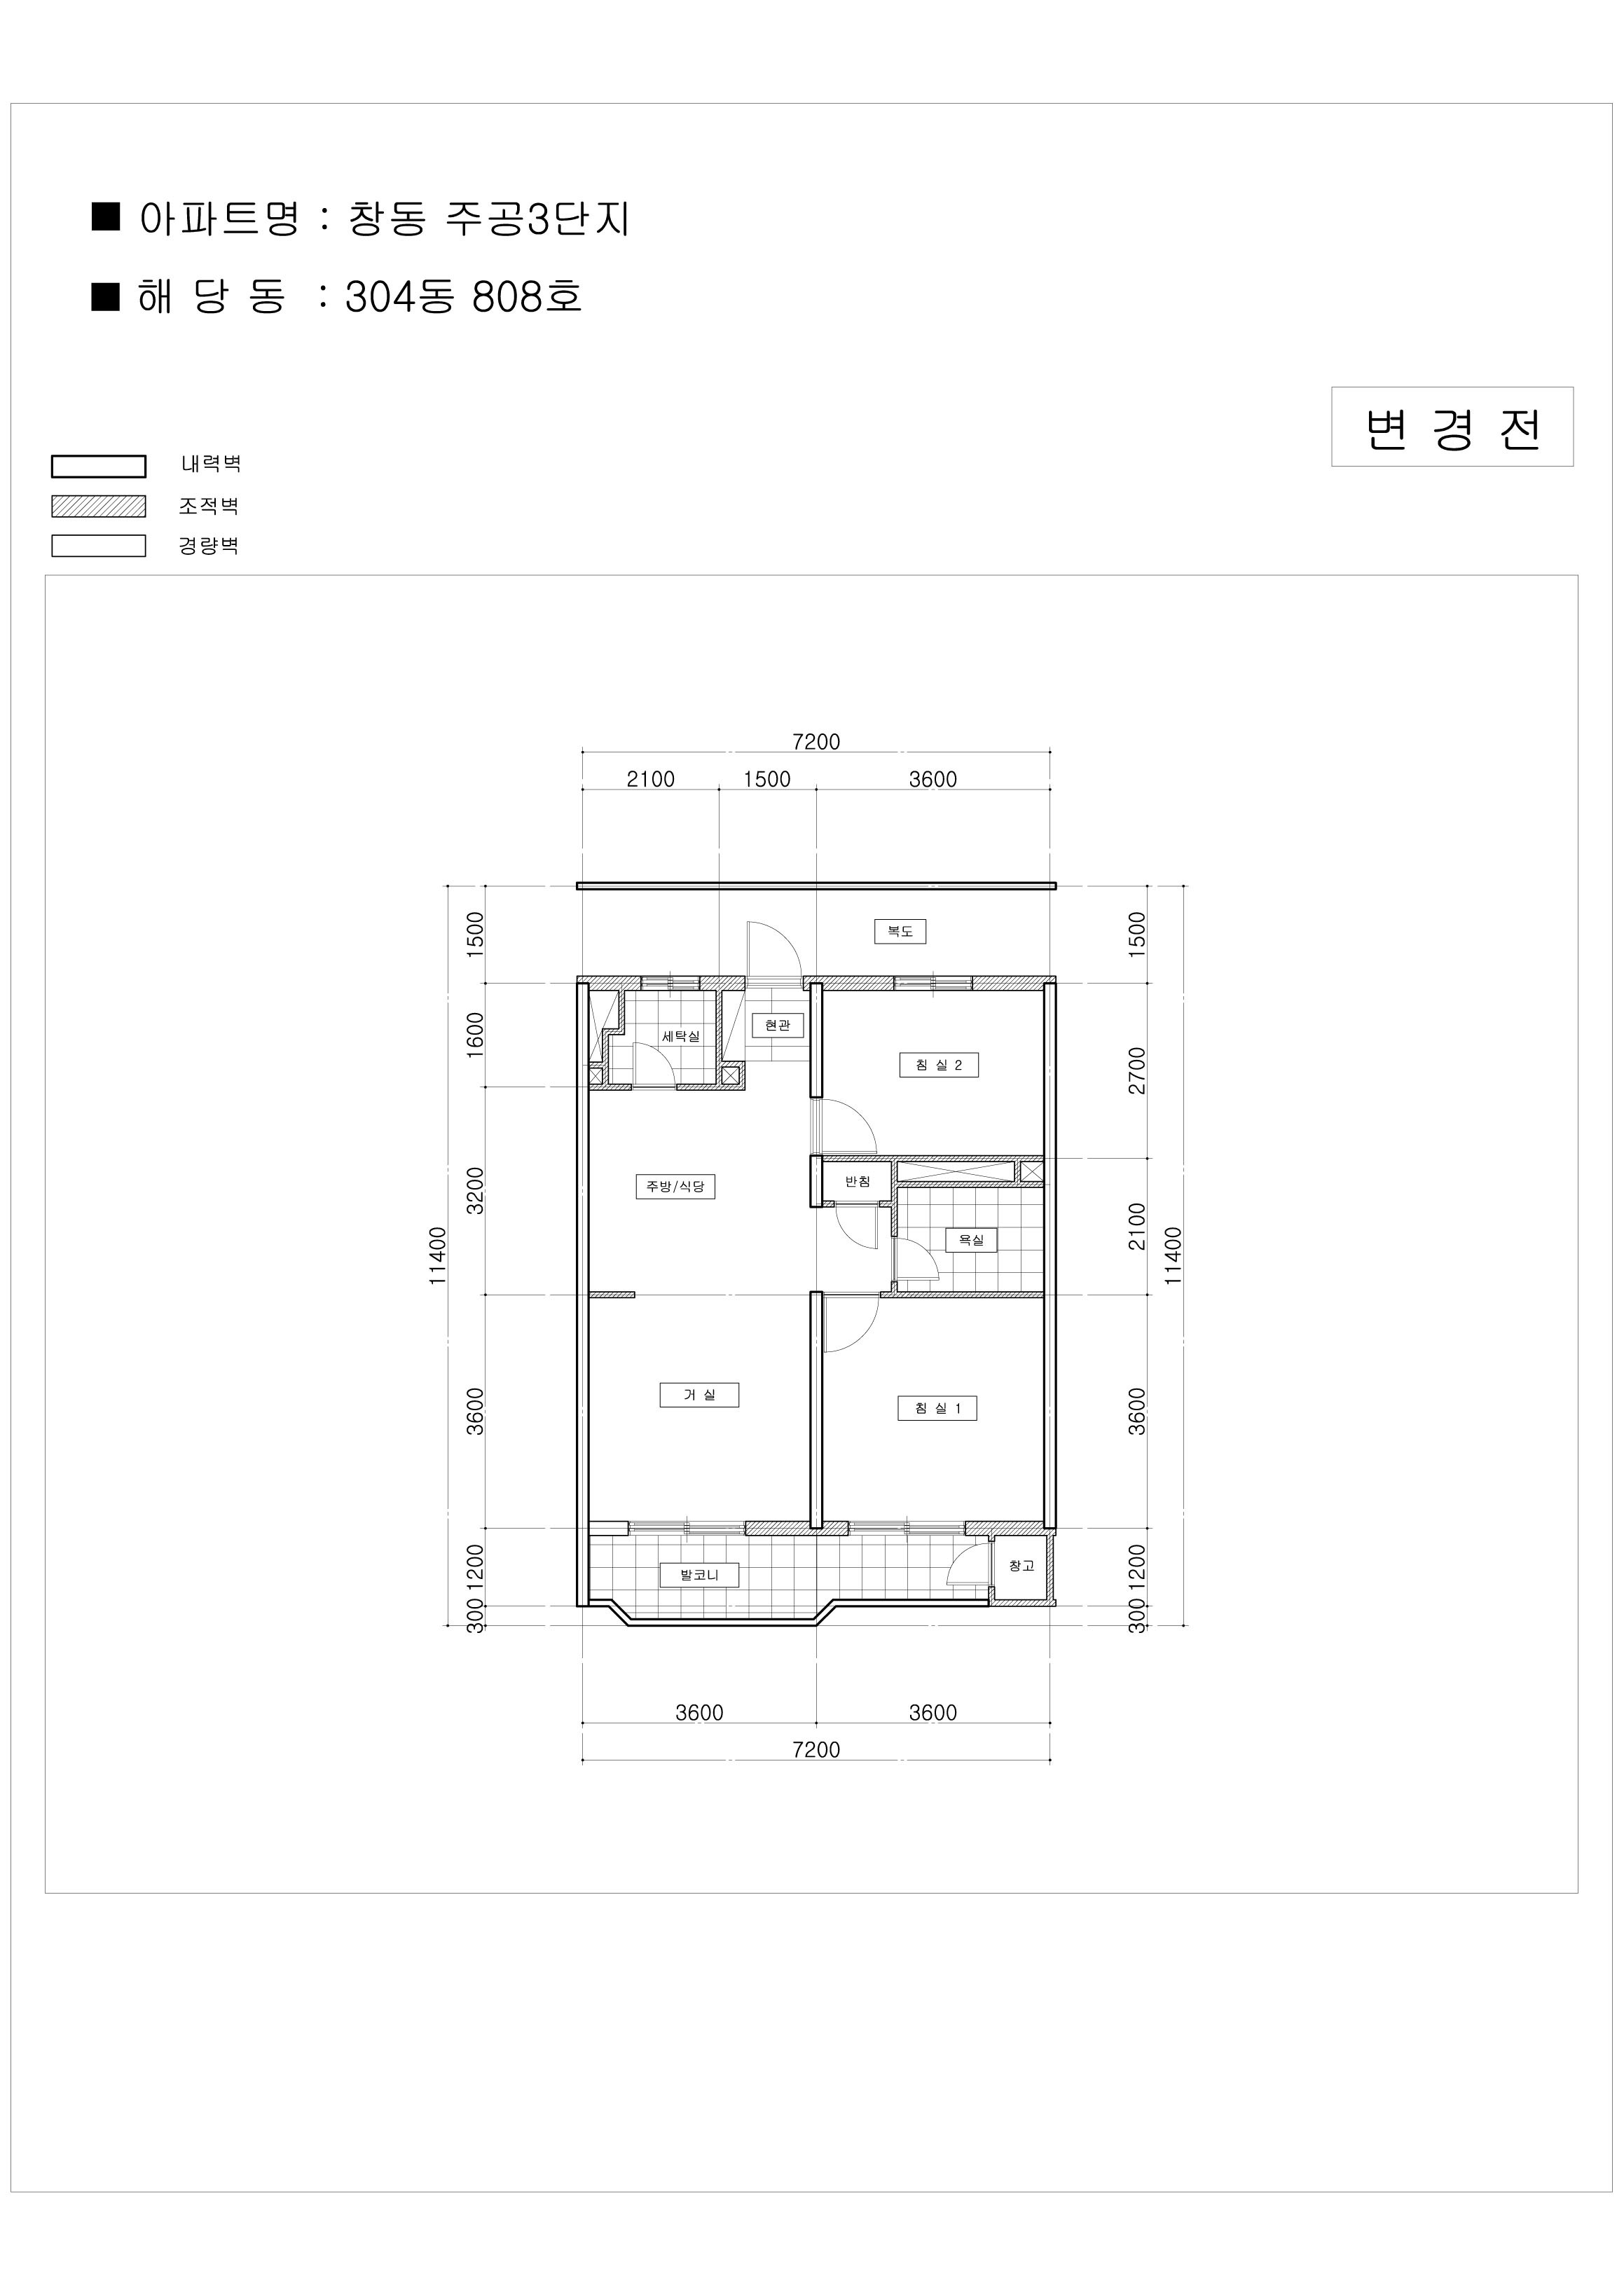 ■ 아파트명 : 창동 주공3단지
■ 해 당 동 : 304동 808호
변 경 전
내력벽
조적벽
경량벽
7200
2100 1500 3600
복도
1500 1500
현관
세탁실
1600
침 실 2
2700
반침
주방/식당
3200
욕실
2100
11400 11400
거 실
침 실 1
3600 3600
창고
발코니
1200 1200
300 300
3600 3600
7200